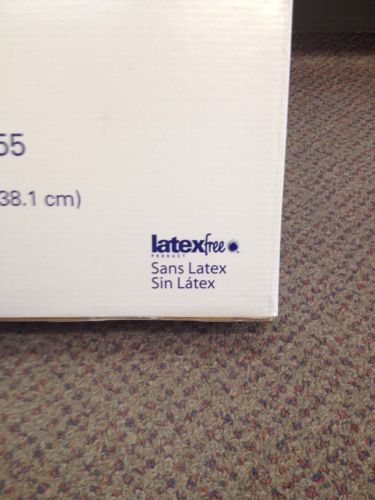 55
38.1 cm)
latexfree
PRODUCT
Sans Latex
Sin Látex